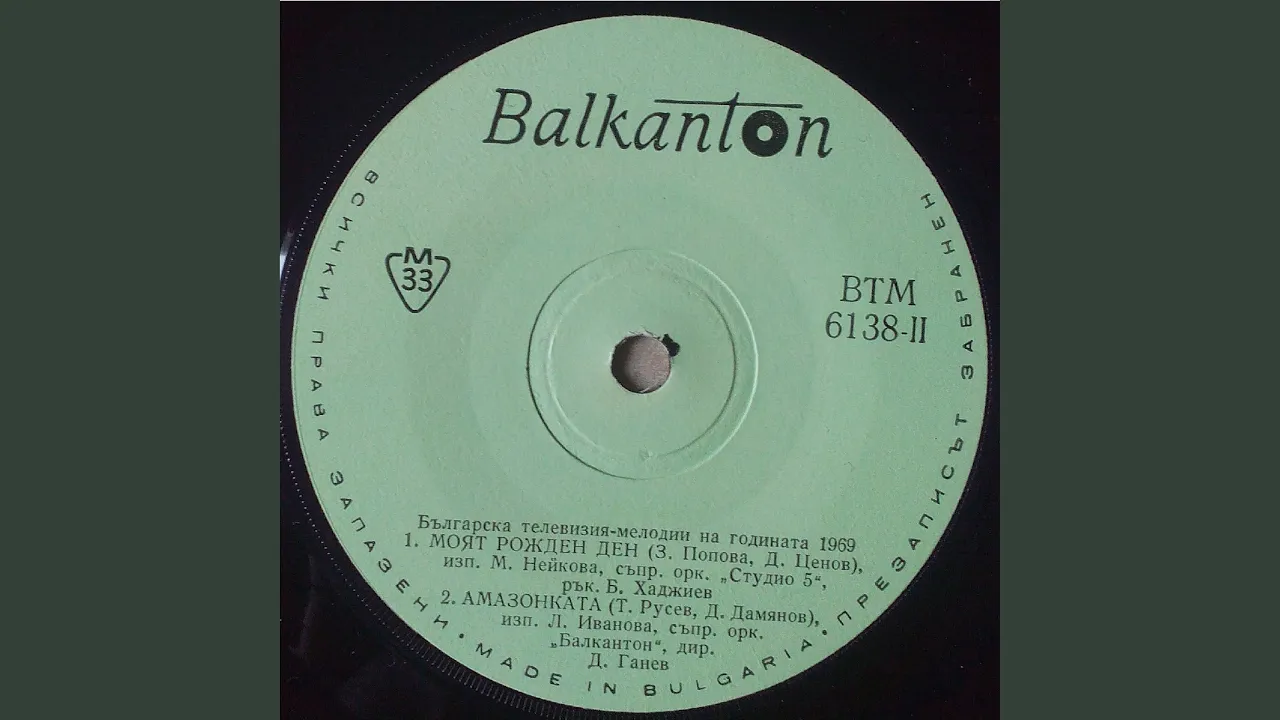 Balkanton
М
33
ВТМ
6138-II
Българска телевизия-мелодии на годината 1969
1. МОЯТ РОЖДЕН ДЕН (З. Попова, Д. Ценов),
изп. М. Нейкова, съпр. орк. „Студио 5“,
рък. Б. Хаджиев
2. АМАЗОНКАТА (Т. Русев, Д. Дамянов),
изп. Л. Иванова, съпр. орк.
„Балкантон“, дир.
Д. Ганев
ВСИЧКИ ПРАВА ЗАПАЗЕНИ • MADE IN BULGARIA • ПРЕЗАПИСЪТ ЗАБРАНЕН